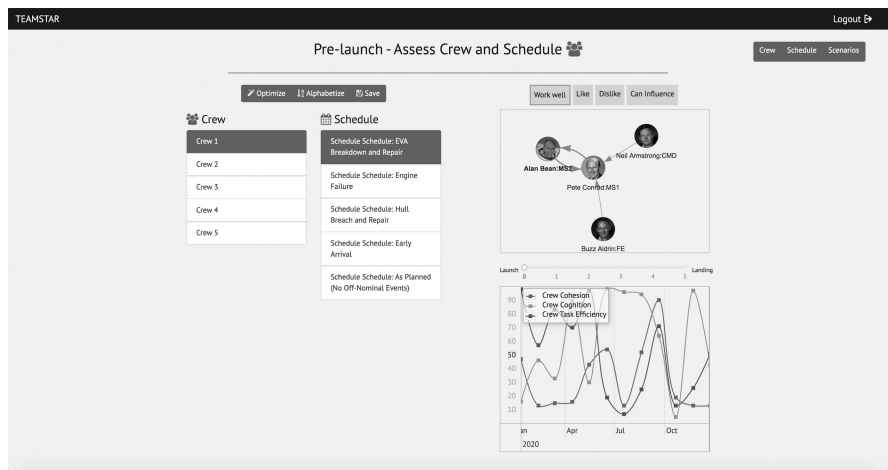 TEAMSTAR
Logout
Pre-launch - Assess Crew and Schedule
Crew Schedule Scenarios
Optimize Alphabetize Save
Crew
Crew 1
Crew 2
Crew 3
Crew 4
Crew 5
Schedule
Schedule Schedule: EVA
Breakdown and Repair
Schedule Schedule: Engine
Failure
Schedule Schedule: Hull
Breach and Repair
Schedule Schedule: Early
Arrival
Schedule Schedule: As Planned
(No Off-Nominal Events)
Work well Like Dislike Can Influence
Neil Armstrong:CMD
Alan Bean:MS2
Pete Conrad:MS1
Buzz Aldrin:FE
Launch Landing
0 1 2 3 4 5
Crew Cohesion
Crew Cognition
Crew Task Efficiency
90
80
70
60
50
40
30
20
10
Apr Jul Oct
2020